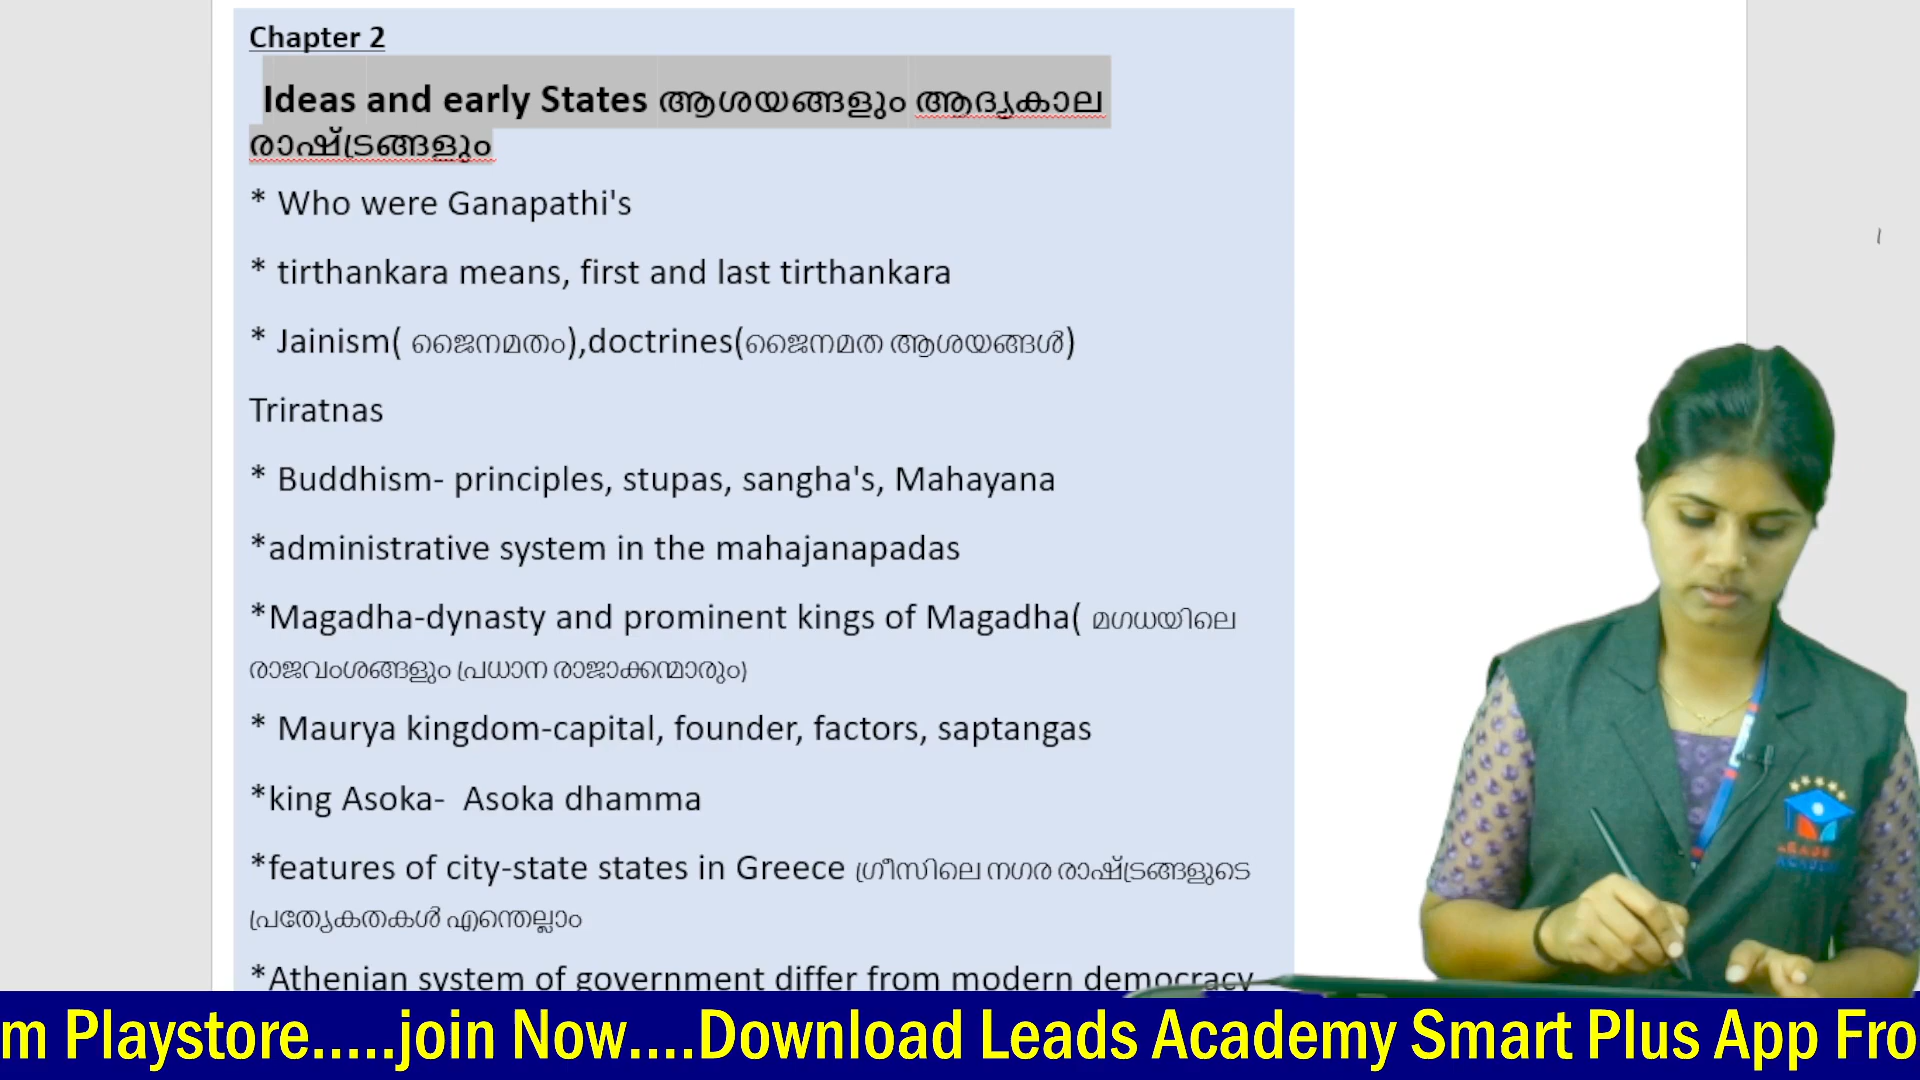 Chapter 2
Ideas and early States ആശയങ്ങളും ആദ്യകാല
രാഷ്ട്രങ്ങളും
* Who were Ganapathi's
* tirthankara means, first and last tirthankara
* Jainism( ജൈനമതം),doctrines(ജൈനമത ആശയങ്ങൾ)
Triratnas
* Buddhism- principles, stupas, sangha's, Mahayana
*administrative system in the mahajanapadas
*Magadha-dynasty and prominent kings of Magadha( മഗധയിലെ
രാജവംശങ്ങളും പ്രധാന രാജാക്കന്മാരും)
* Maurya kingdom-capital, founder, factors, saptangas
*king Asoka-  Asoka dhamma
*features of city-state states in Greece ഗ്രീസിലെ നഗര രാഷ്ട്രങ്ങളുടെ
പ്രത്യേകതകൾ എന്തെല്ലാം
*Athenian system of government differ from modern democracy
LEADS
ACADEMY
m Playstore.....join Now....Download Leads Academy Smart Plus App Fro